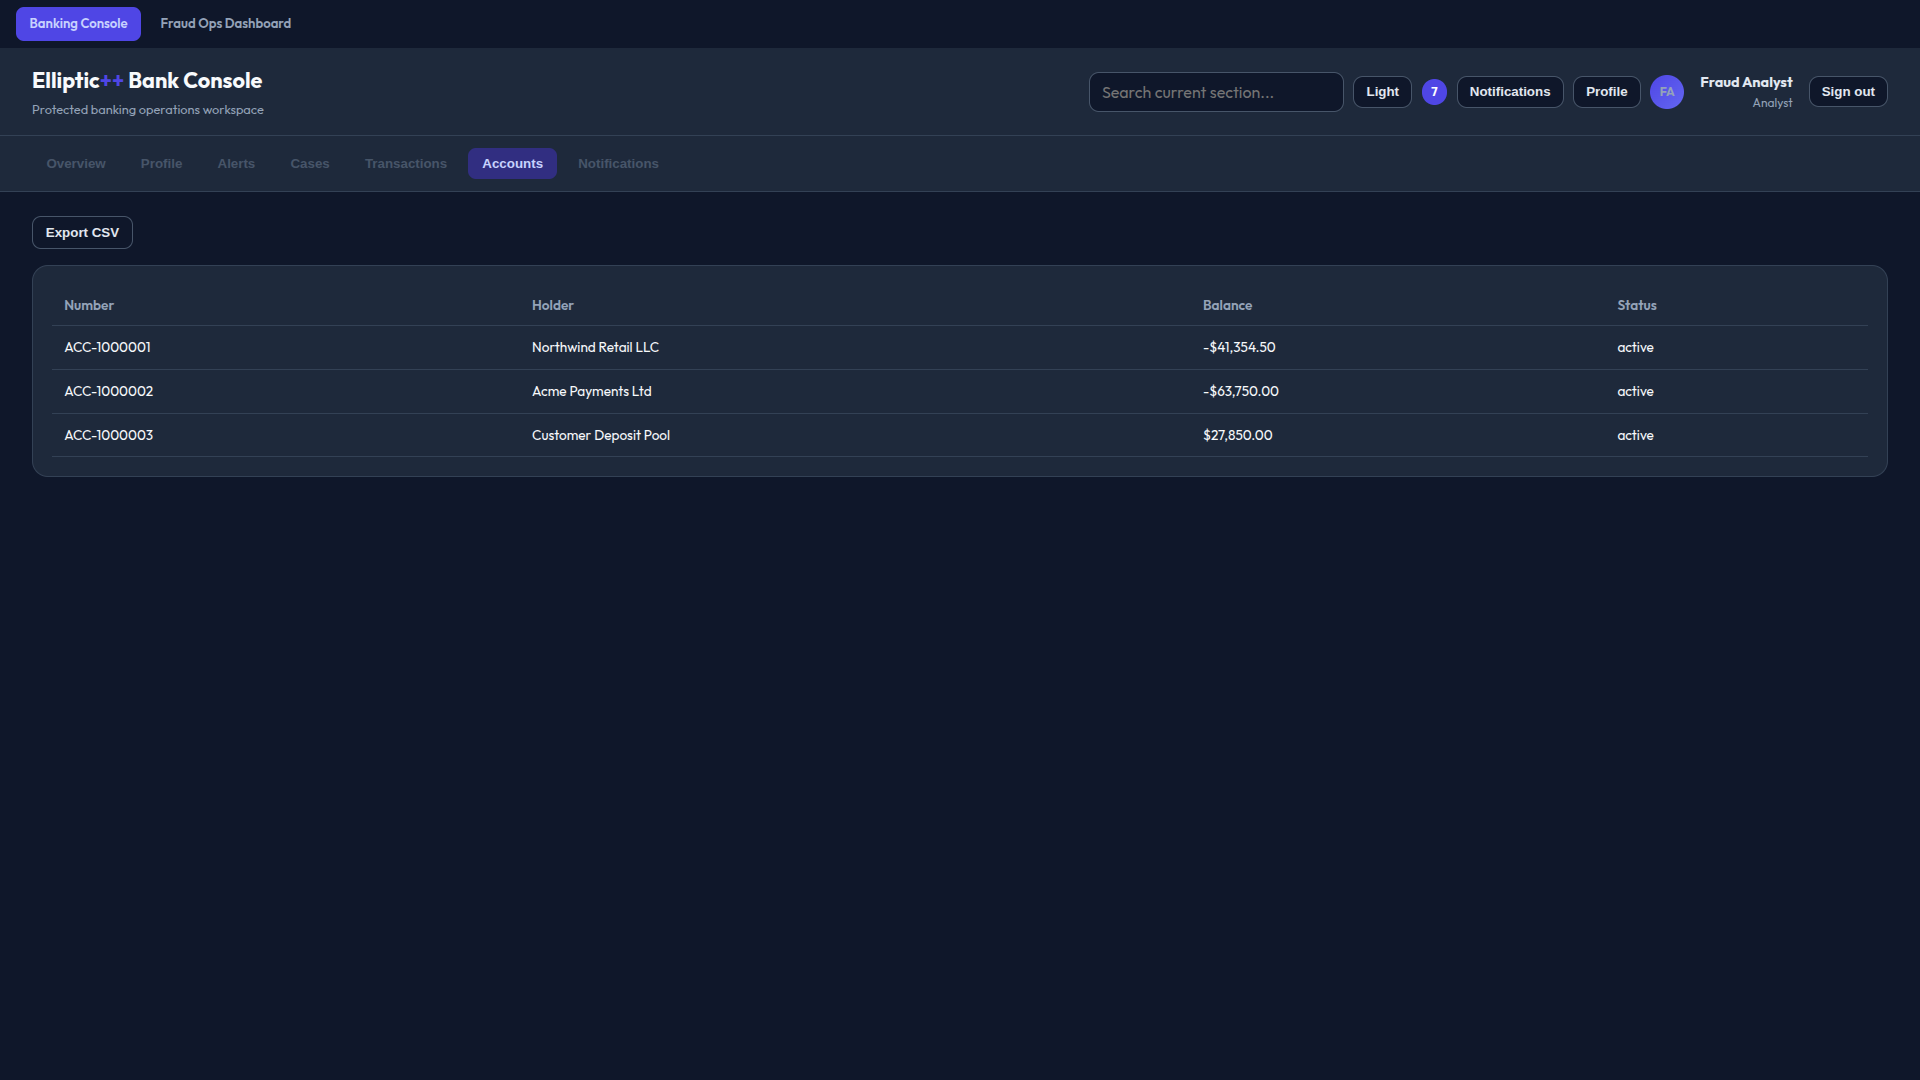 Banking Console Fraud Ops Dashboard
Elliptic++ Bank Console
Protected banking operations workspace
Search current section... Light 7 Notifications Profile FA Fraud Analyst Analyst Sign out
Overview Profile Alerts Cases Transactions Accounts Notifications
Export CSV
Number Holder Balance Status
ACC-1000001 Northwind Retail LLC -$41,354.50 active
ACC-1000002 Acme Payments Ltd -$63,750.00 active
ACC-1000003 Customer Deposit Pool $27,850.00 active